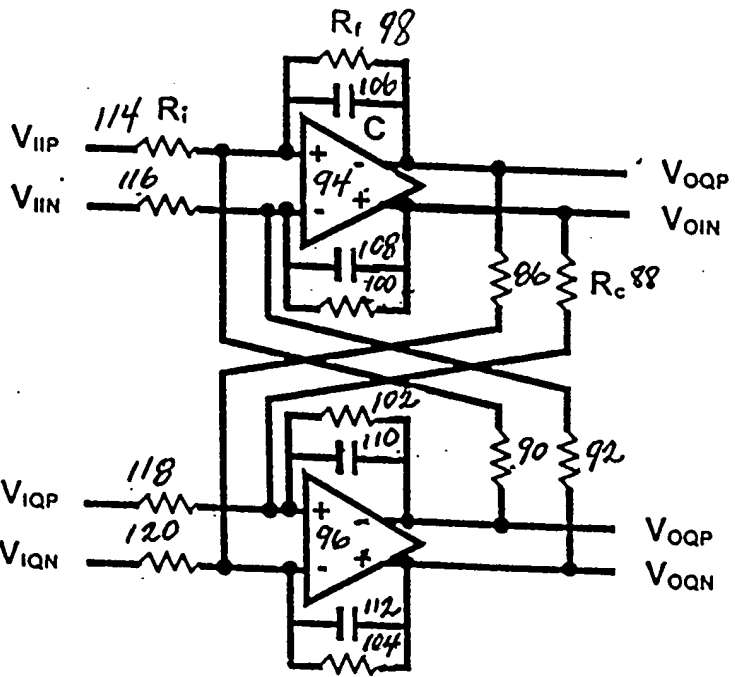 Rf 98
106
C
114 Ri
VIIP
116
VIIN
+ -
94
- +
VOQP
VOIN
108
100
86
Rc 88
102
110
90
92
118
VIQP
120
VIQN
+ -
96
- +
VOQP
VOQN
112
104